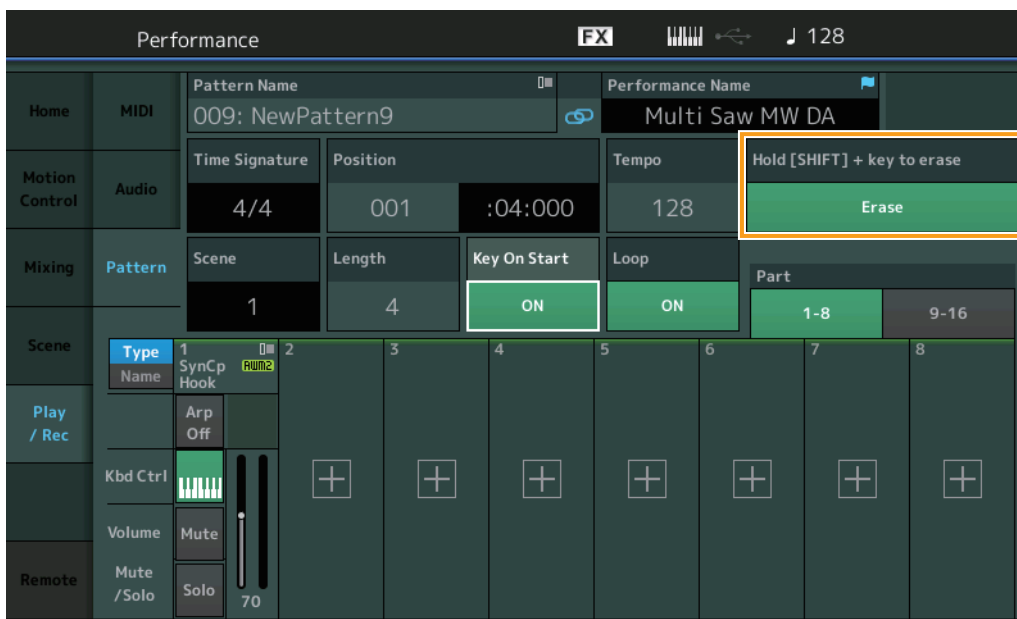 Performance
FX
♩ 128
Home
Motion
Control
Mixing
Scene
Play
/ Rec
Remote
MIDI
Audio
Pattern
Pattern Name
009: NewPattern9
Performance Name
Multi Saw MW DA
Time Signature
4/4
Position
001
:04:000
Tempo
128
Hold [SHIFT] + key to erase
Erase
Scene
1
Length
4
Key On Start
ON
Loop
ON
Part
1-8
9-16
Type
Name
1
SynCp
AWM2
Hook
2
3
4
5
6
7
8
Arp
Off
Kbd Ctrl
Volume
Mute
Mute
/Solo
Solo
70